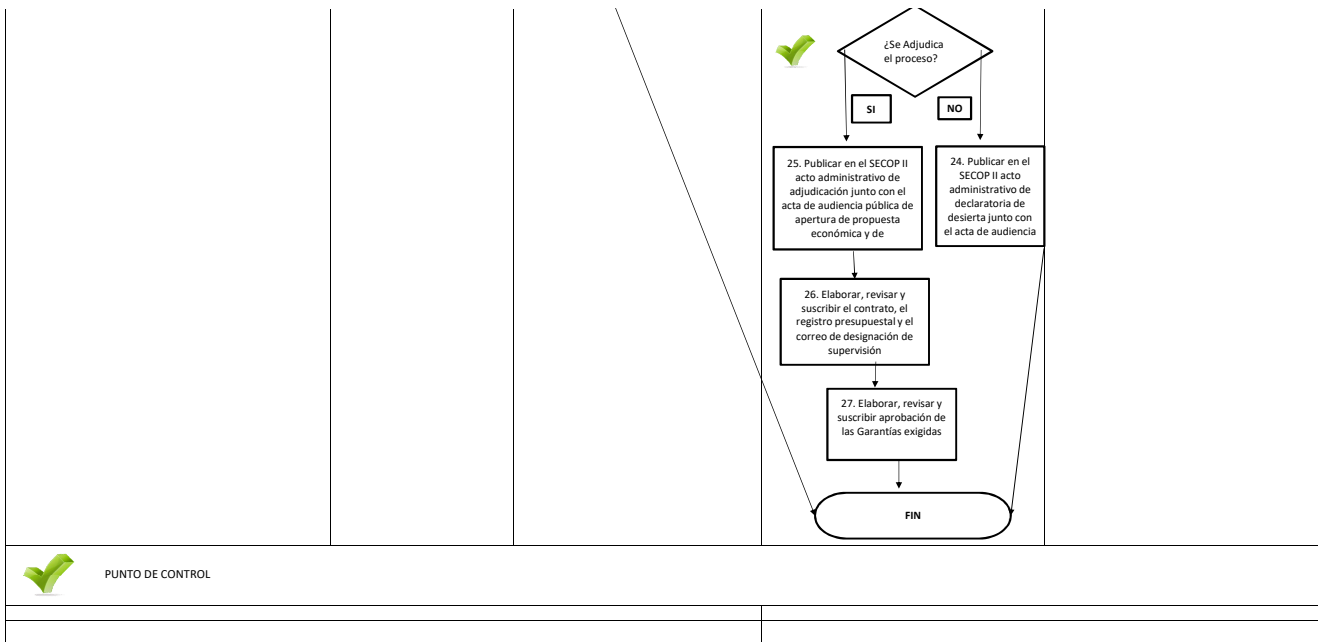 ¿Se Adjudica
el proceso?
SI
NO
25. Publicar en el SECOP II
acto administrativo de
adjudicación junto con el
acta de audiencia pública de
apertura de propuesta
económica y de
24. Publicar en el
SECOP II acto
administrativo de
declaratoria de
desierta junto con
el acta de audiencia
26. Elaborar, revisar y
suscribir el contrato, el
registro presupuestal y el
correo de designación de
supervisión
27. Elaborar, revisar y
suscribir aprobación de
las Garantías exigidas
FIN
PUNTO DE CONTROL